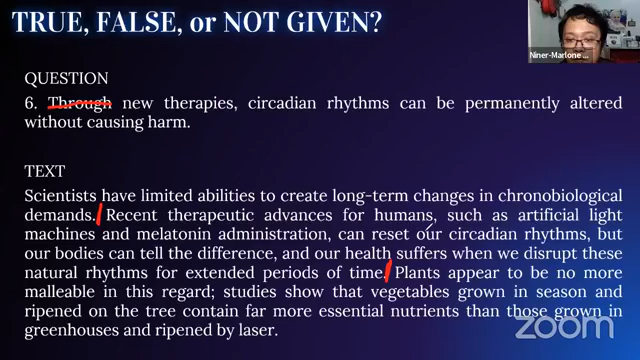 TRUE, FALSE, or NOT GIVEN?
Niner-Marlone ...
QUESTION
6. Through new therapies, circadian rhythms can be permanently altered
without causing harm.
TEXT
Scientists have limited abilities to create long-term changes in chronobiological
demands. Recent therapeutic advances for humans, such as artificial light
machines and melatonin administration, can reset our circadian rhythms, but
our bodies can tell the difference, and our health suffers when we disrupt these
natural rhythms for extended periods of time. Plants appear to be no more
malleable in this regard; studies show that vegetables grown in season and
ripened on the tree contain far more essential nutrients than those grown in
greenhouses and ripened by laser.
zoom